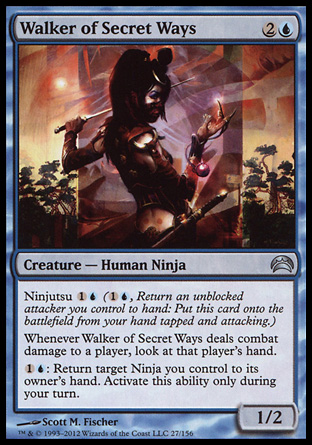 Walker of Secret Ways 2
Creature — Human Ninja
Ninjutsu 1 (1, Return an unblocked
attacker you control to hand: Put this card onto the
battlefield from your hand tapped and attacking.)
Whenever Walker of Secret Ways deals combat
damage to a player, look at that player's hand.
1: Return target Ninja you control to its
owner's hand. Activate this ability only during
your turn.
Scott M. Fischer
™ & © 1993–2012 Wizards of the Coast LLC 27/156
1/2